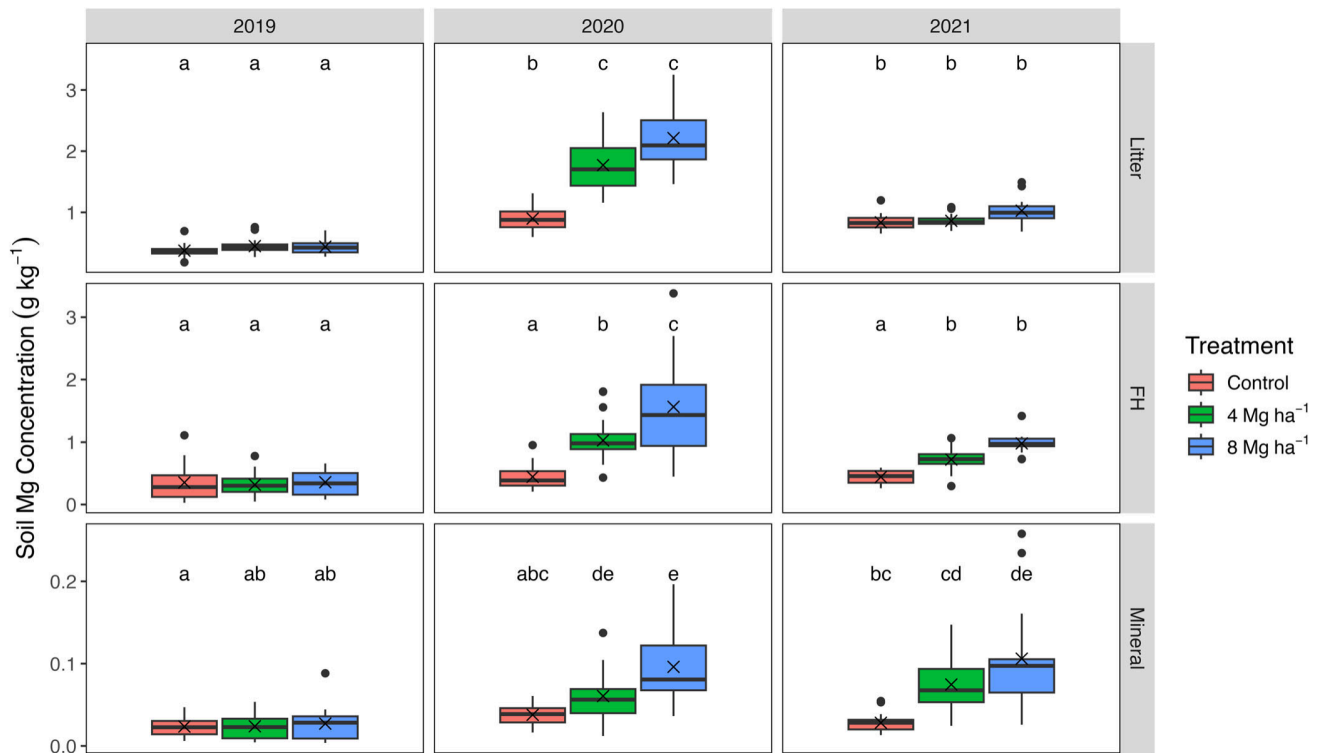 2019 2020 2021
a a a b c c b b b
3
2
1
Litter
a a a a b c a b b
3
2
1
0
FH
a ab ab abc de e bc cd de
0.2
0.1
0.0
Mineral
Soil Mg Concentration (g kg⁻¹)
Treatment
Control
4 Mg ha⁻¹
8 Mg ha⁻¹